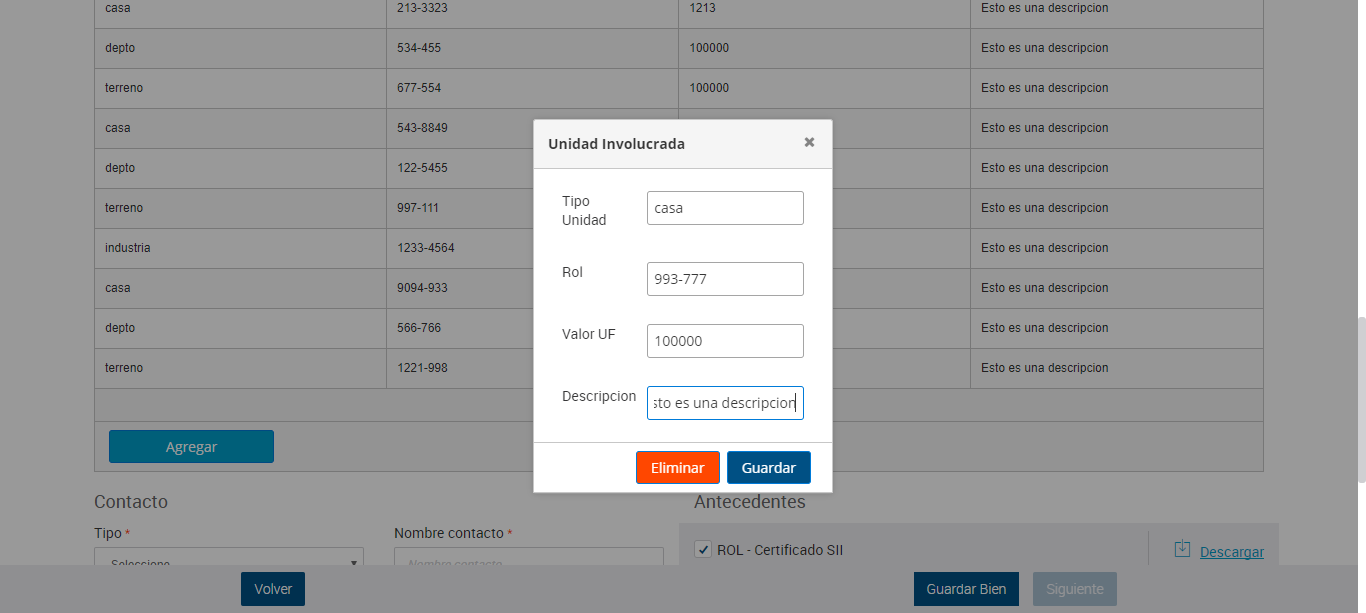 casa 213-3323 1213 Esto es una descripcion
depto 534-455 100000 Esto es una descripcion
terreno 677-554 100000 Esto es una descripcion
casa 543-8849 Esto es una descripcion
depto 122-5455 Esto es una descripcion
terreno 997-111 Esto es una descripcion
industria 1233-4564 Esto es una descripcion
casa 9094-933 Esto es una descripcion
depto 566-766 Esto es una descripcion
terreno 1221-998 Esto es una descripcion
Agregar
Unidad Involucrada ✖
Tipo
Unidad
casa
Rol
993-777
Valor UF
100000
Descripcion
sto es una descripcion
Eliminar Guardar
Contacto
Tipo *
Seleccione
Nombre contacto *
Nombre contacto
Antecedentes
ROL - Certificado SII
Descargar
Volver
Guardar Bien
Siguiente